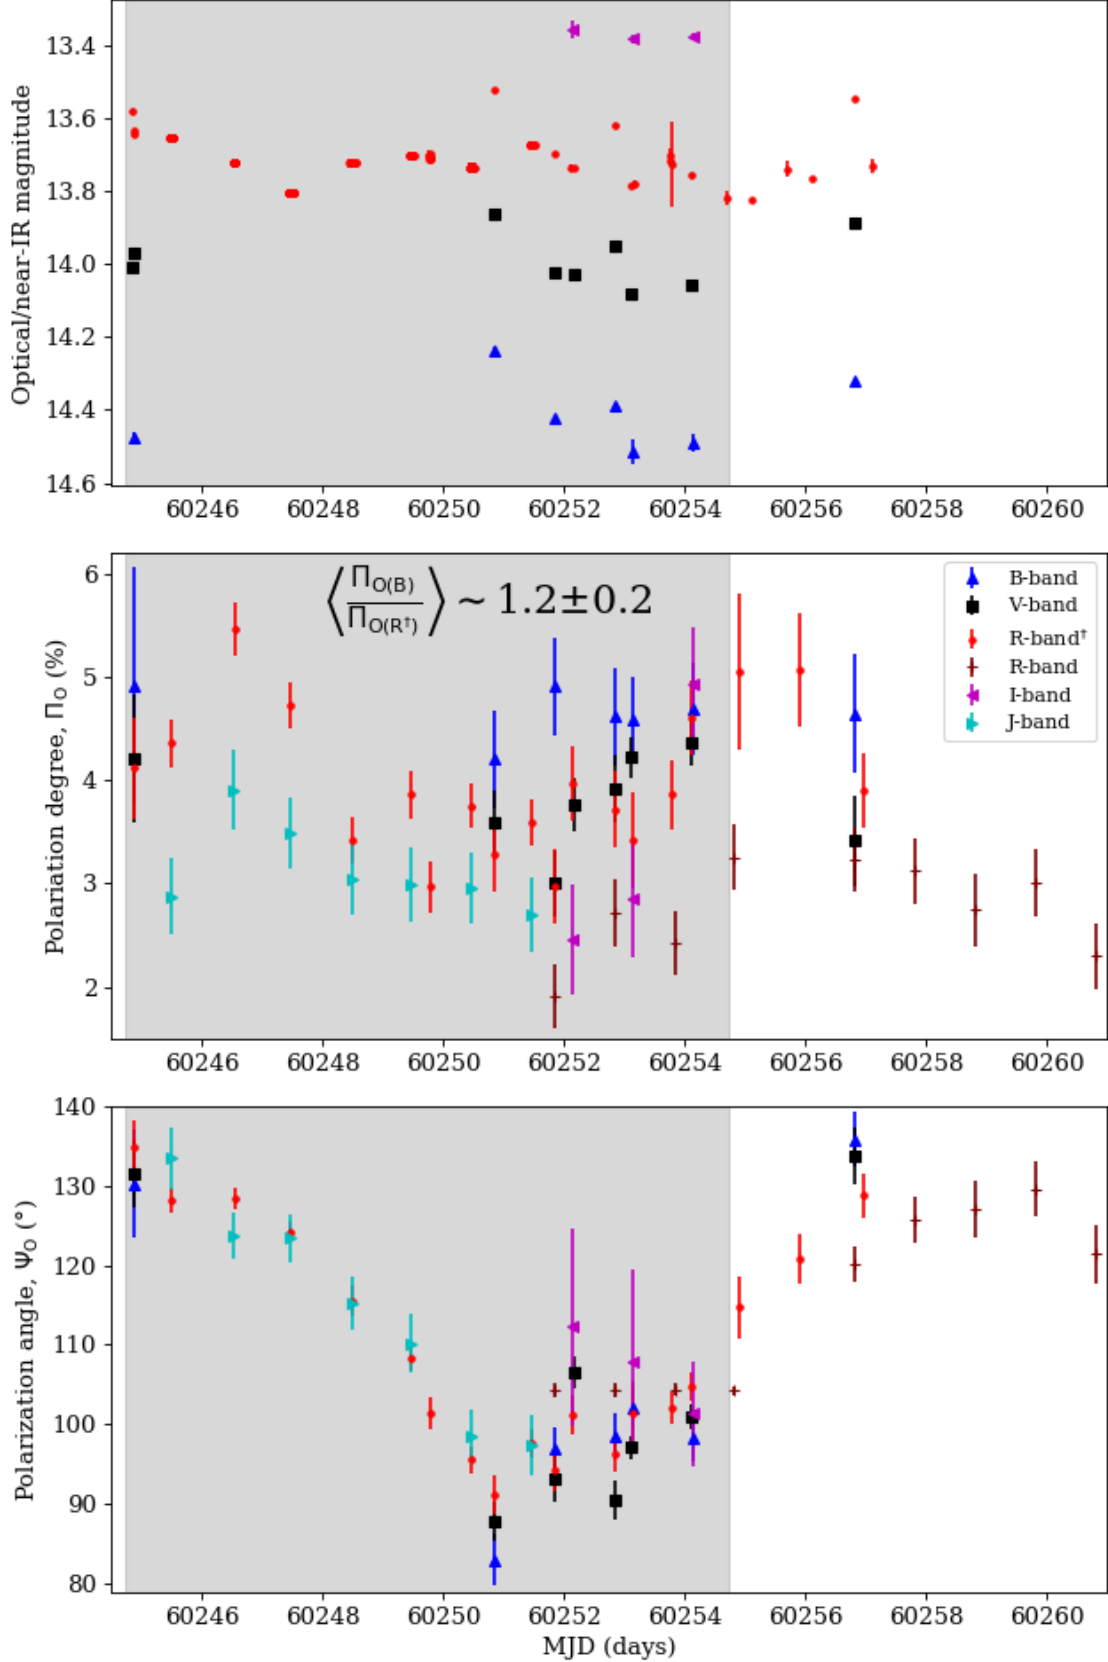 Optical/near-IR magnitude
13.4
13.6
13.8
14.0
14.2
14.4
14.6
60246 60248 60250 60252 60254 60256 60258 60260
Polariation degree, Π_O (%)
6
5
4
3
2
⟨Π_O(B)/Π_O(R†)⟩ ~ 1.2±0.2
B-band
V-band
R-band†
R-band
I-band
J-band
60246 60248 60250 60252 60254 60256 60258 60260
Polarization angle, Ψ_O (°)
140
130
120
110
100
90
80
60246 60248 60250 60252 60254 60256 60258 60260
MJD (days)